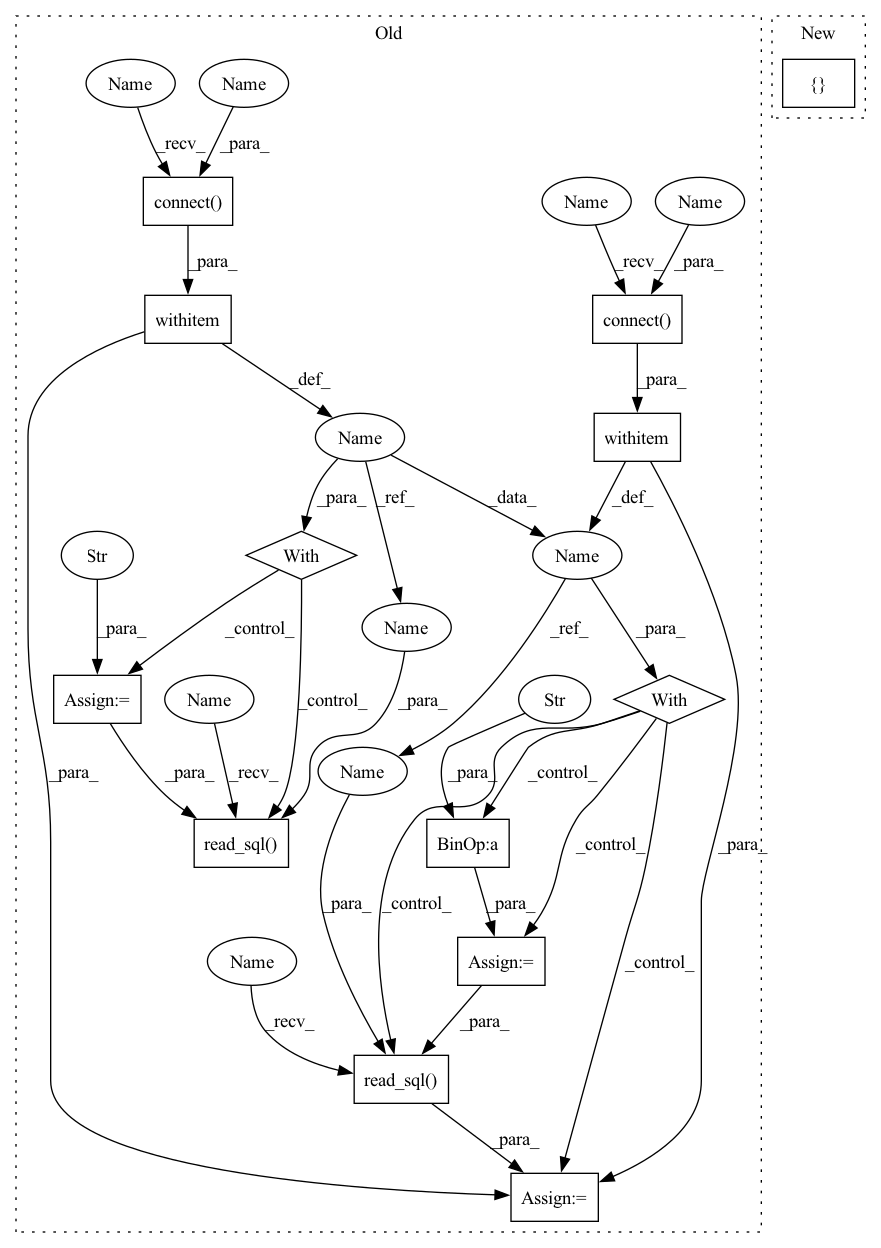 Old
New
Name
Name
{}
_recv_
_para_
connect()
Name
Name
_para_
_recv_
_para_
withitem
connect()
_def_
_para_
Name
withitem
_para_
_ref_
_data_
_def_
Str
With
Name
_para_
_control_
Name
_ref_
_para_
Assign:=
Name
_control_
_para_
Str
With
_para_
_para_
_recv_
Name
_para_
_control_
read_sql()
BinOp:a
_control_
_para_
_para_
_control_
_para_
Name
Assign:=
_control_
_recv_
_para_
read_sql()
_para_
Assign:=